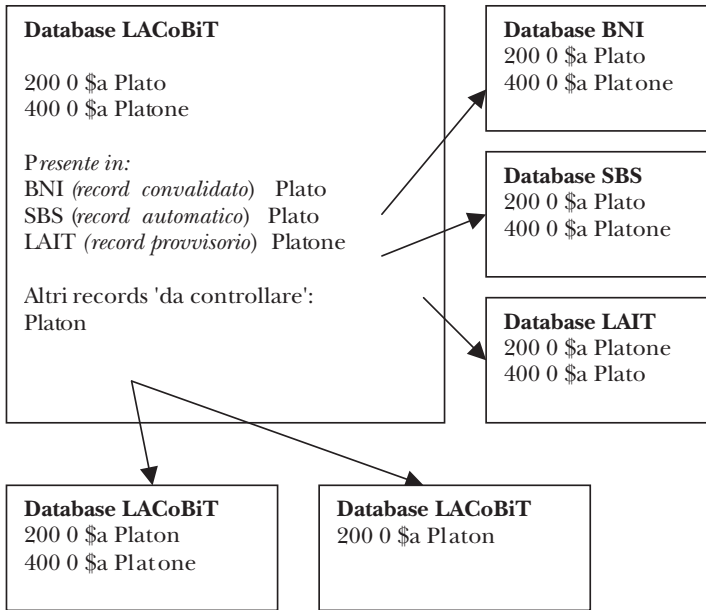 Database LACoBiT
200 0 $a Plato
400 0 $a Platone
Presente in:
BNI (record convalidato) Plato
SBS (record automatico) Plato
LAIT (record provvisorio) Platone
Altri records 'da controllare':
Platon
Database BNI
200 0 $a Plato
400 0 $a Platone
Database SBS
200 0 $a Plato
400 0 $a Platone
Database LAIT
200 0 $a Platone
400 0 $a Plato
Database LACoBiT
200 0 $a Platon
400 0 $a Platone
Database LACoBiT
200 0 $a Platon